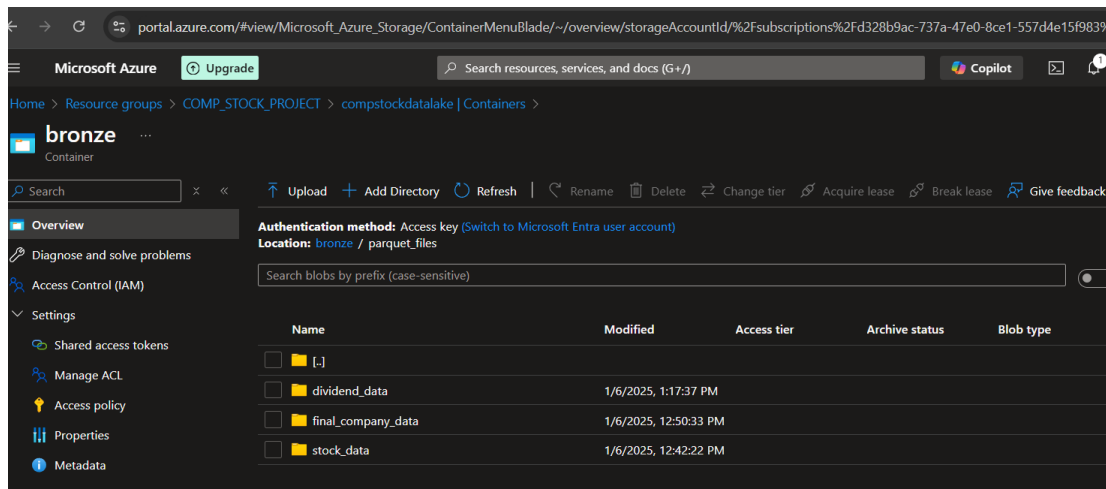 portal.azure.com/#view/Microsoft_Azure_Storage/ContainerMenuBlade/~/overview/storageAccountId/%2Fsubscriptions%2Fd328b9ac-737a-47e0-8ce1-557d4e15f983%
Microsoft Azure Upgrade Search resources, services, and docs (G+/) Copilot 1
Home > Resource groups > COMP_STOCK_PROJECT > compstockdatalake | Containers >
bronze ...
Container
Search
Upload Add Directory Refresh Rename Delete Change tier Acquire lease Break lease Give feedback
Overview
Diagnose and solve problems
Access Control (IAM)
Settings
Shared access tokens
Manage ACL
Access policy
Properties
Metadata
Authentication method: Access key (Switch to Microsoft Entra user account)
Location: bronze / parquet_files
Search blobs by prefix (case-sensitive)
Name Modified Access tier Archive status Blob type
[..]
dividend_data 1/6/2025, 1:17:37 PM
final_company_data 1/6/2025, 12:50:33 PM
stock_data 1/6/2025, 12:42:22 PM